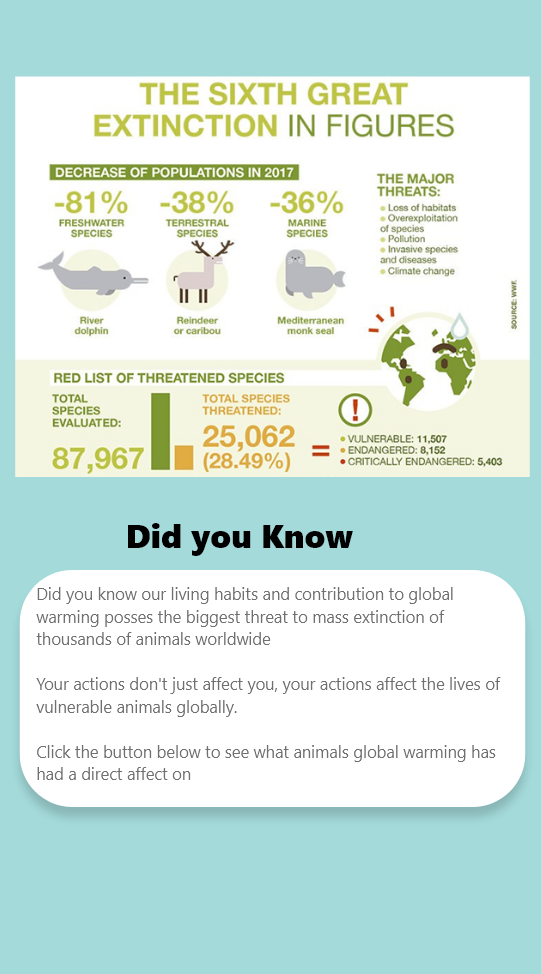 THE SIXTH GREAT
EXTINCTION IN FIGURES
DECREASE OF POPULATIONS IN 2017
-81%
FRESHWATER
SPECIES
River
dolphin
-38%
TERRESTRAL
SPECIES
Reindeer
or caribou
-36%
MARINE
SPECIES
Mediterranean
monk seal
THE MAJOR
THREATS:
Loss of habitats
Overexploitation
of species
Pollution
Invasive species
and diseases
Climate change
SOURCE: WWF.
RED LIST OF THREATENED SPECIES
TOTAL
SPECIES
EVALUATED:
87,967
TOTAL SPECIES
THREATENED:
25,062
(28.49%)
=
!
VULNERABLE: 11,507
ENDANGERED: 8,152
CRITICALLY ENDANGERED: 5,403
Did you Know
Did you know our living habits and contribution to global
warming posses the biggest threat to mass extinction of
thousands of animals worldwide
Your actions don't just affect you, your actions affect the lives of
vulnerable animals globally.
Click the button below to see what animals global warming has
had a direct affect on